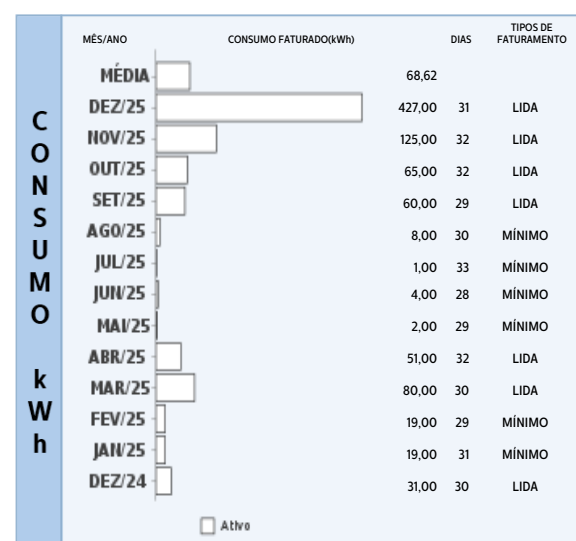 MÊS/ANO CONSUMO FATURADO(kWh) DIAS TIPOS DE FATURAMENTO
MÉDIA 68,62
DEZ/25 427,00 31 LIDA
NOV/25 125,00 32 LIDA
OUT/25 65,00 32 LIDA
SET/25 60,00 29 LIDA
AGO/25 8,00 30 MÍNIMO
JUL/25 1,00 33 MÍNIMO
JUN/25 4,00 28 MÍNIMO
MAI/25 2,00 29 MÍNIMO
ABR/25 51,00 32 LIDA
MAR/25 80,00 30 LIDA
FEV/25 19,00 29 MÍNIMO
JAN/25 19,00 31 MÍNIMO
DEZ/24 31,00 30 LIDA
Ativo
CONSUMO kWh